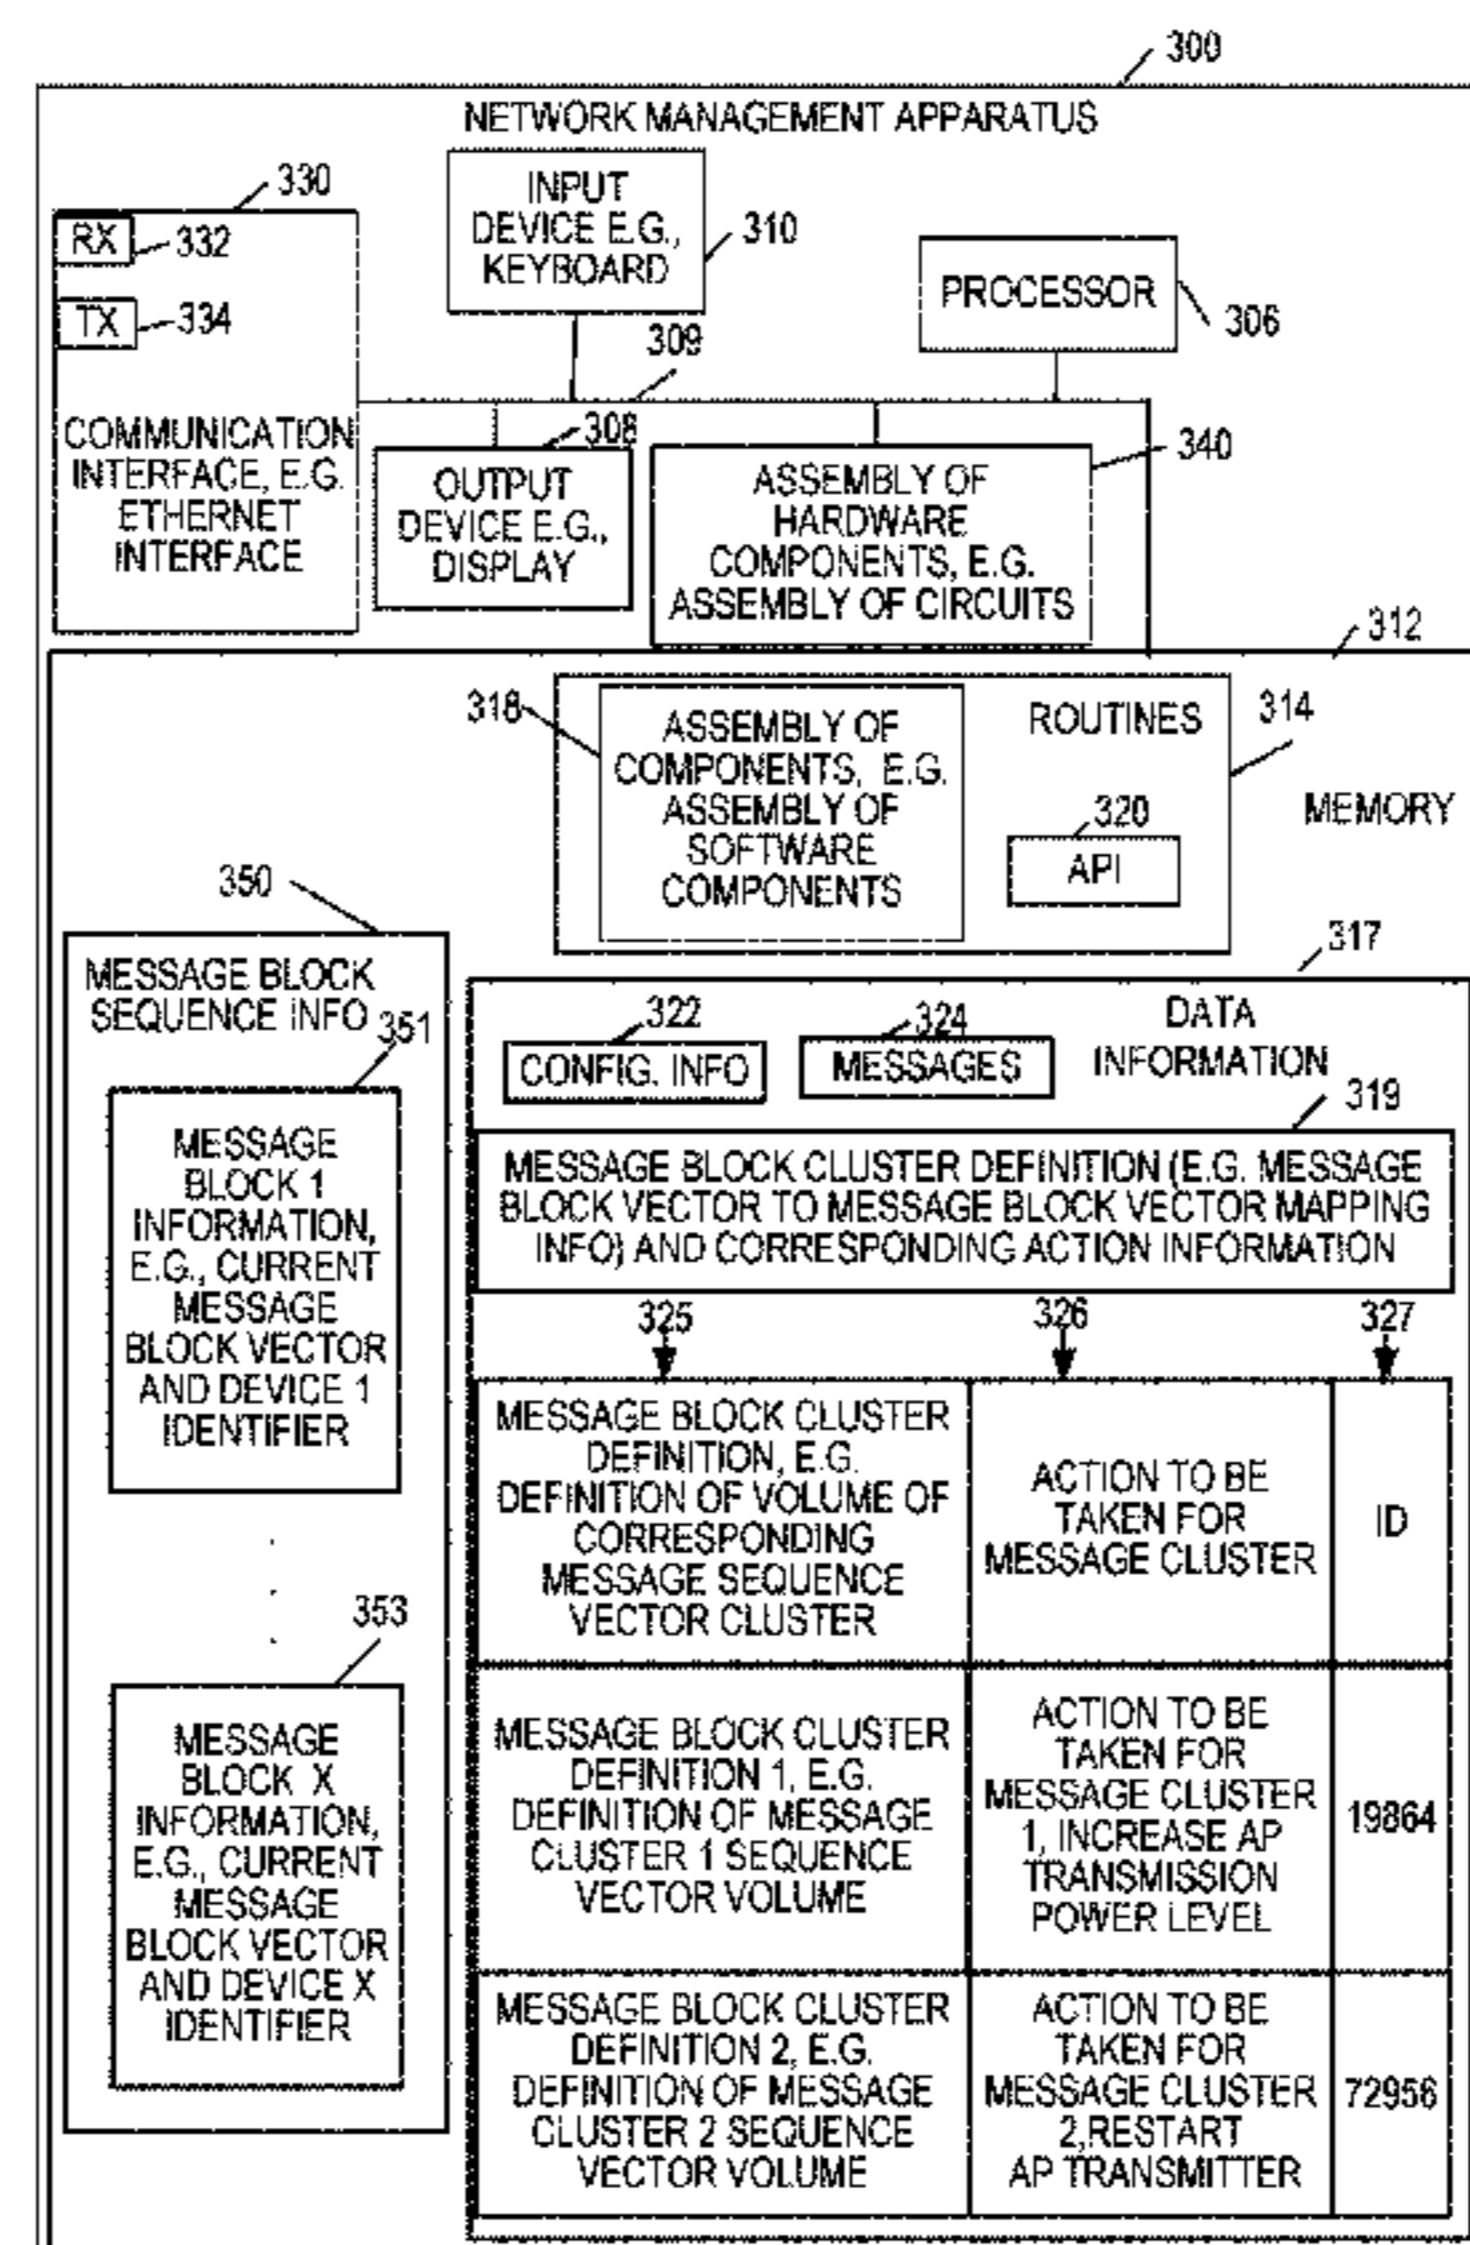 300
NETWORK MANAGEMENT APPARATUS
330
RX
332
TX
334
COMMUNICATION
INTERFACE, E.G.
ETHERNET
INTERFACE
INPUT
DEVICE E.G.,
KEYBOARD
310
PROCESSOR
306
309
308
OUTPUT
DEVICE E.G.,
DISPLAY
340
ASSEMBLY OF
HARDWARE
COMPONENTS, E.G.
ASSEMBLY OF CIRCUITS
312
MEMORY
318
ASSEMBLY OF
COMPONENTS, E.G.
ASSEMBLY OF
SOFTWARE
COMPONENTS
ROUTINES
314
320
API
350
MESSAGE BLOCK
SEQUENCE INFO
351
MESSAGE
BLOCK 1
INFORMATION,
E.G., CURRENT
MESSAGE
BLOCK VECTOR
AND DEVICE 1
IDENTIFIER
353
MESSAGE
BLOCK X
INFORMATION,
E.G., CURRENT
MESSAGE
BLOCK VECTOR
AND DEVICE X
IDENTIFIER
317
322
CONFIG. INFO
324
MESSAGES
DATA
INFORMATION
319
MESSAGE BLOCK CLUSTER DEFINITION (E.G. MESSAGE
BLOCK VECTOR TO MESSAGE BLOCK VECTOR MAPPING
INFO) AND CORRESPONDING ACTION INFORMATION
325
326
327
MESSAGE BLOCK CLUSTER
DEFINITION, E.G.
DEFINITION OF VOLUME OF
CORRESPONDING
MESSAGE SEQUENCE
VECTOR CLUSTER
ACTION TO BE
TAKEN FOR
MESSAGE CLUSTER
ID
MESSAGE BLOCK CLUSTER
DEFINITION 1, E.G.
DEFINITION OF MESSAGE
CLUSTER 1 SEQUENCE
VECTOR VOLUME
ACTION TO BE
TAKEN FOR
MESSAGE CLUSTER
1, INCREASE AP
TRANSMISSION
POWER LEVEL
19864
MESSAGE BLOCK CLUSTER
DEFINITION 2, E.G.
DEFINITION OF MESSAGE
CLUSTER 2 SEQUENCE
VECTOR VOLUME
ACTION TO BE
TAKEN FOR
MESSAGE CLUSTER
2,RESTART
AP TRANSMITTER
72956